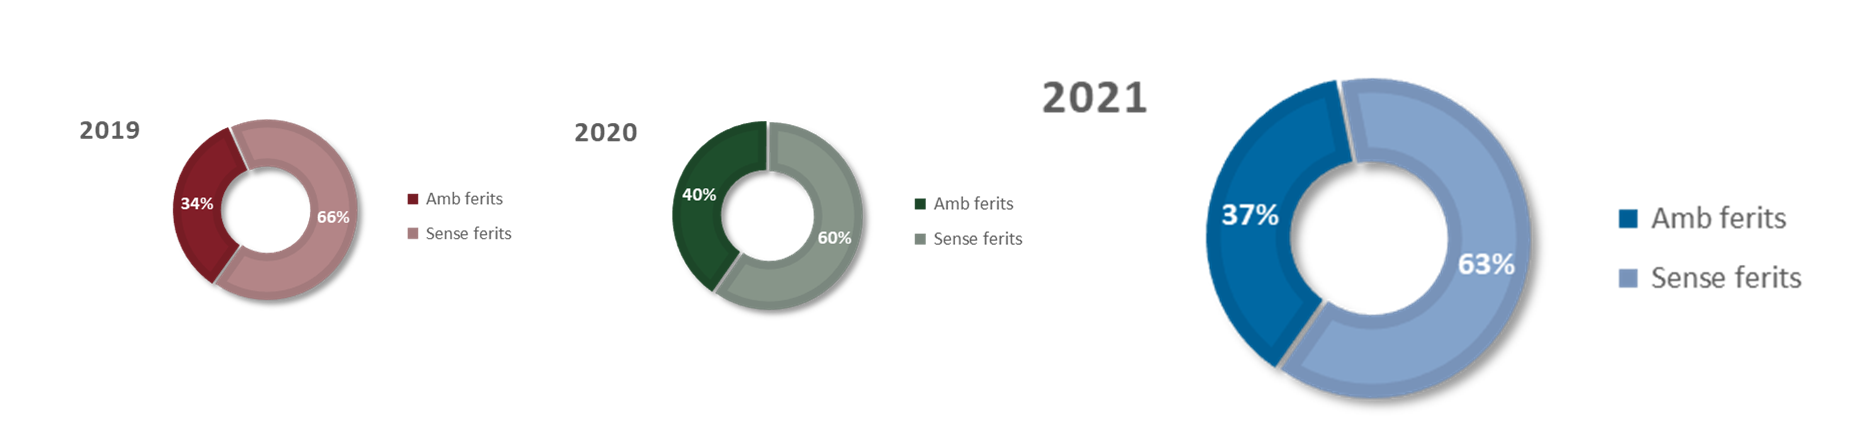 2019
34%
66%
Amb ferits
Sense ferits
2020
40%
60%
Amb ferits
Sense ferits
2021
37%
63%
Amb ferits
Sense ferits